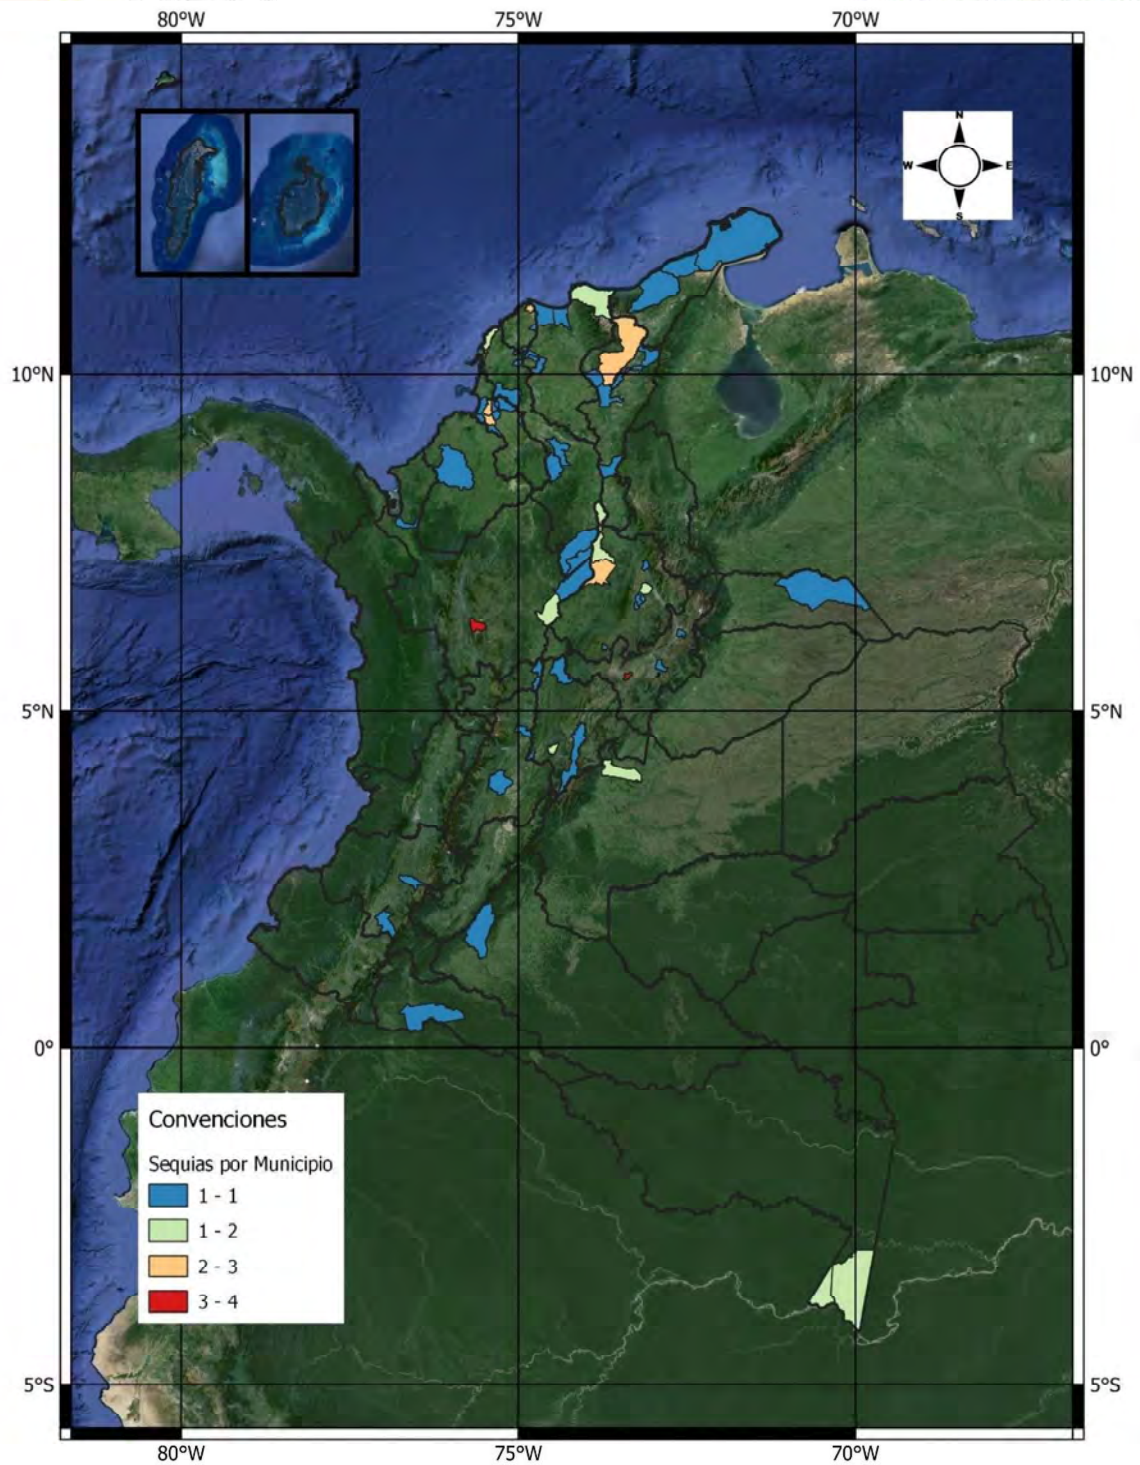 80°W 75°W 70°W
N
W E
S
10°N 10°N
5°N 5°N
0° 0°
Convenciones
Sequias por Municipio
1 - 1
1 - 2
2 - 3
3 - 4
5°S 5°S
80°W 75°W 70°W